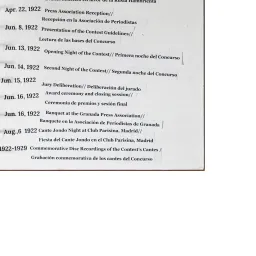 Apr. 22, 1922 Press Association Reception//
Recepción en la Asociación de Periodistas
Jun. 8, 1922 Presentation of the Contest Guidelines//
Lectura de las bases del Concurso
Jun. 13, 1922 Opening Night of the Contest// Primera noche del Concurso
Jun. 14, 1922 Second Night of the Contest// Segunda noche del Concurso
Jun. 15, 1922
Jury Deliberation// Deliberación del jurado
Jun. 16, 1922 Award ceremony and closing session//
Ceremonia de premios y sesión final
Jun. 16, 1922 Banquet at the Granada Press Association//
Banquete en la Asociación de Periodistas de Granada
Aug. 6 1922 Cante Jondo Night at Club Parisina, Madrid//
Fiesta del Cante Jondo en el Club Parisina, Madrid
1922-1929 Commemorative Disc Recordings of the Contest's Cantes /
Grabación conmemorativa de los cantes del Concurso